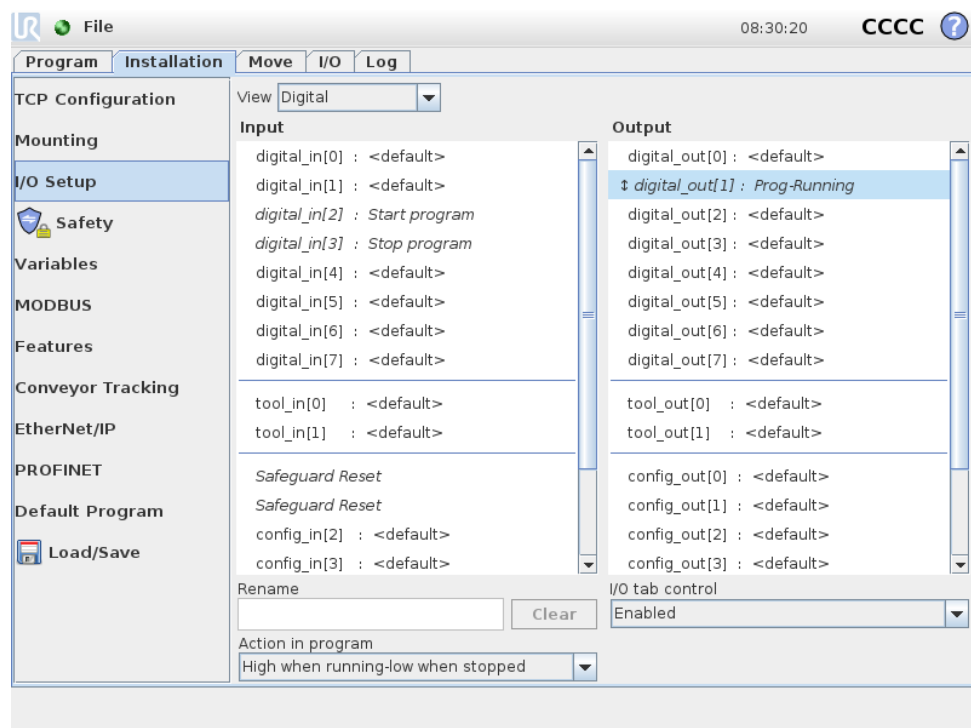 UR File 08:30:20 CCCC ?
Program Installation Move I/O Log
TCP Configuration
Mounting
I/O Setup
Safety
Variables
MODBUS
Features
Conveyor Tracking
EtherNet/IP
PROFINET
Default Program
Load/Save
View Digital
Input
digital_in[0] : <default>
digital_in[1] : <default>
digital_in[2] : Start program
digital_in[3] : Stop program
digital_in[4] : <default>
digital_in[5] : <default>
digital_in[6] : <default>
digital_in[7] : <default>
tool_in[0] : <default>
tool_in[1] : <default>
Safeguard Reset
Safeguard Reset
config_in[2] : <default>
config_in[3] : <default>
Rename
Clear
Action in program
High when running-low when stopped
Output
digital_out[0] : <default>
↕ digital_out[1] : Prog-Running
digital_out[2] : <default>
digital_out[3] : <default>
digital_out[4] : <default>
digital_out[5] : <default>
digital_out[6] : <default>
digital_out[7] : <default>
tool_out[0] : <default>
tool_out[1] : <default>
config_out[0] : <default>
config_out[1] : <default>
config_out[2] : <default>
config_out[3] : <default>
I/O tab control
Enabled